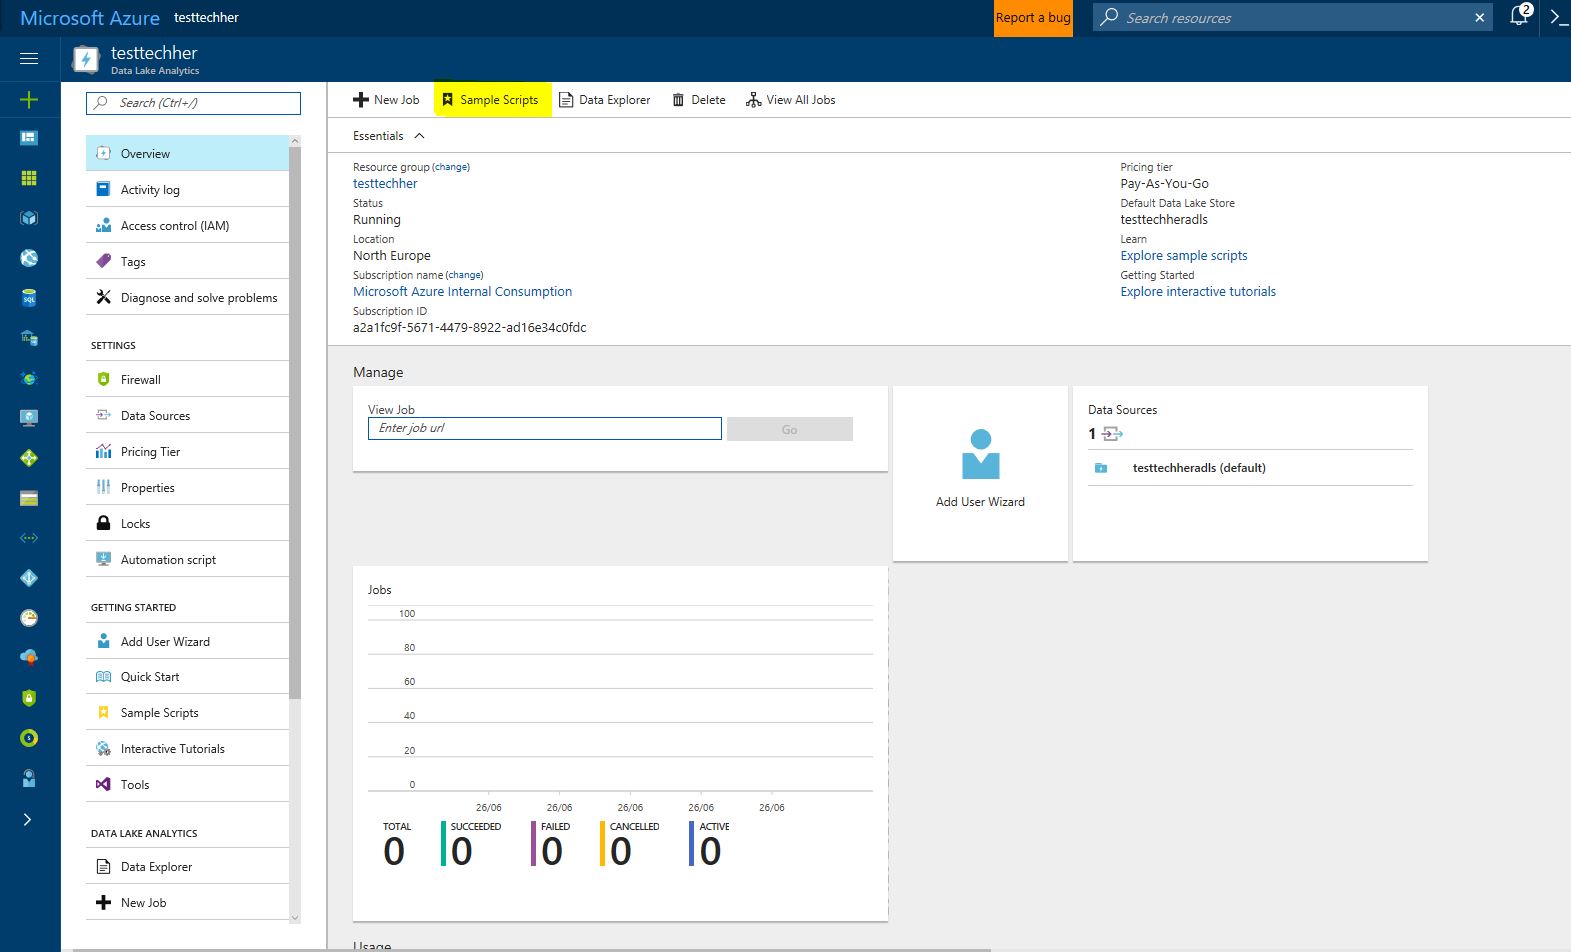 Microsoft Azure testtechher
Report a bug
Search resources
2
testtechher
Data Lake Analytics
Search (Ctrl+/)
Overview
Activity log
Access control (IAM)
Tags
Diagnose and solve problems
SETTINGS
Firewall
Data Sources
Pricing Tier
Properties
Locks
Automation script
GETTING STARTED
Add User Wizard
Quick Start
Sample Scripts
Interactive Tutorials
Tools
DATA LAKE ANALYTICS
Data Explorer
New Job
New Job Sample Scripts Data Explorer Delete View All Jobs
Essentials
Resource group (change)
testtechher
Status
Running
Location
North Europe
Subscription name (change)
Microsoft Azure Internal Consumption
Subscription ID
a2a1fc9f-5671-4479-8922-ad16e34c0fdc
Pricing tier
Pay-As-You-Go
Default Data Lake Store
testtechheradls
Learn
Explore sample scripts
Getting Started
Explore interactive tutorials
Manage
View Job
Enter job url
Go
Add User Wizard
Data Sources
1
testtechheradls (default)
Jobs
100
80
60
40
20
0
26/06 26/06 26/06 26/06 26/06
TOTAL SUCCEEDED FAILED CANCELLED ACTIVE
0 0 0 0 0
Usage
SQL